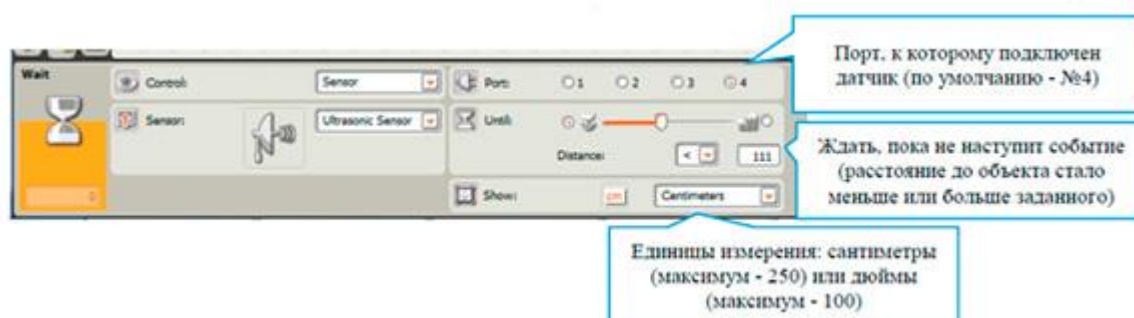 Порт, к которому подключен
датчик (по умолчанию - №4)
Wait
Control:
Sensor
Port:
1 2 3 4
Sensor:
Ultrasonic Sensor
Until:
Distance:
< 111
Show:
cm
Centimeters
0
Ждать, пока не наступит событие
(расстояние до объекта стало
меньше или больше заданного)
Единицы измерения: сантиметры
(максимум - 250) или дюймы
(максимум - 100)